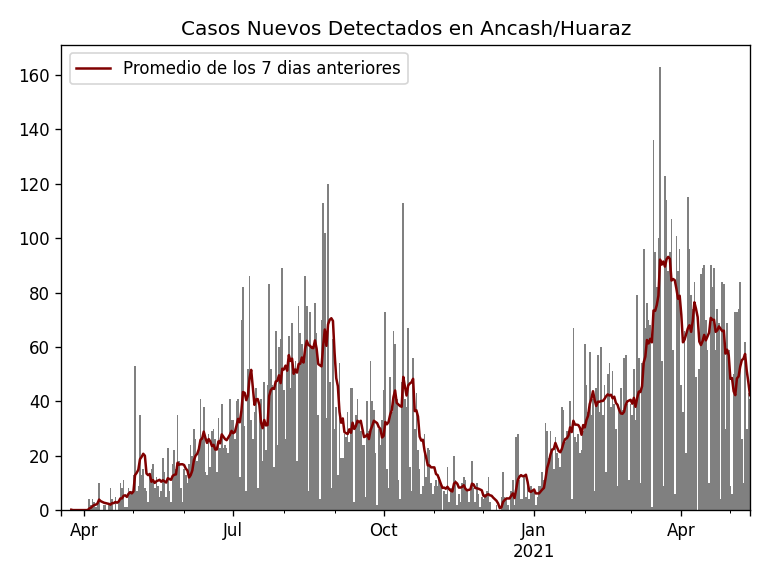 Casos Nuevos Detectados en Ancash/Huaraz
Promedio de los 7 dias anteriores
160
140
120
100
80
60
40
20
0
Apr
Jul
Oct
Jan
2021
Apr